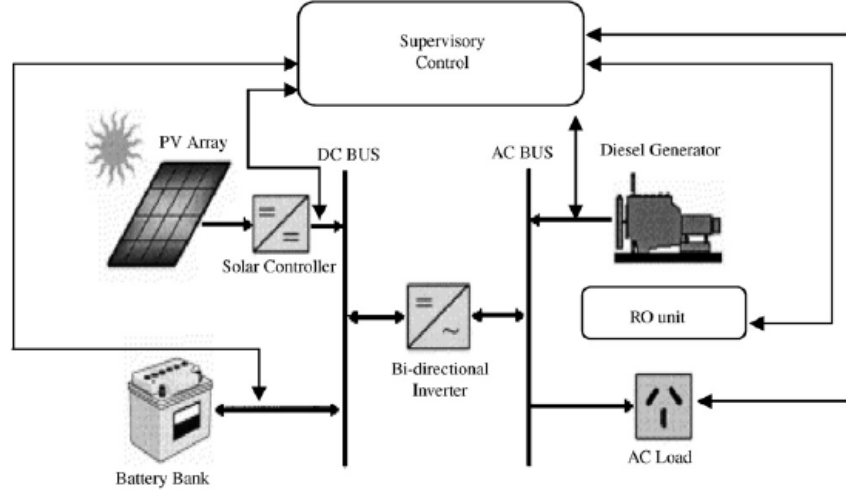 Supervisory
Control
PV Array
DC BUS
AC BUS
Diesel Generator
Solar Controller
RO unit
Bi-directional
Inverter
Battery Bank
AC Load